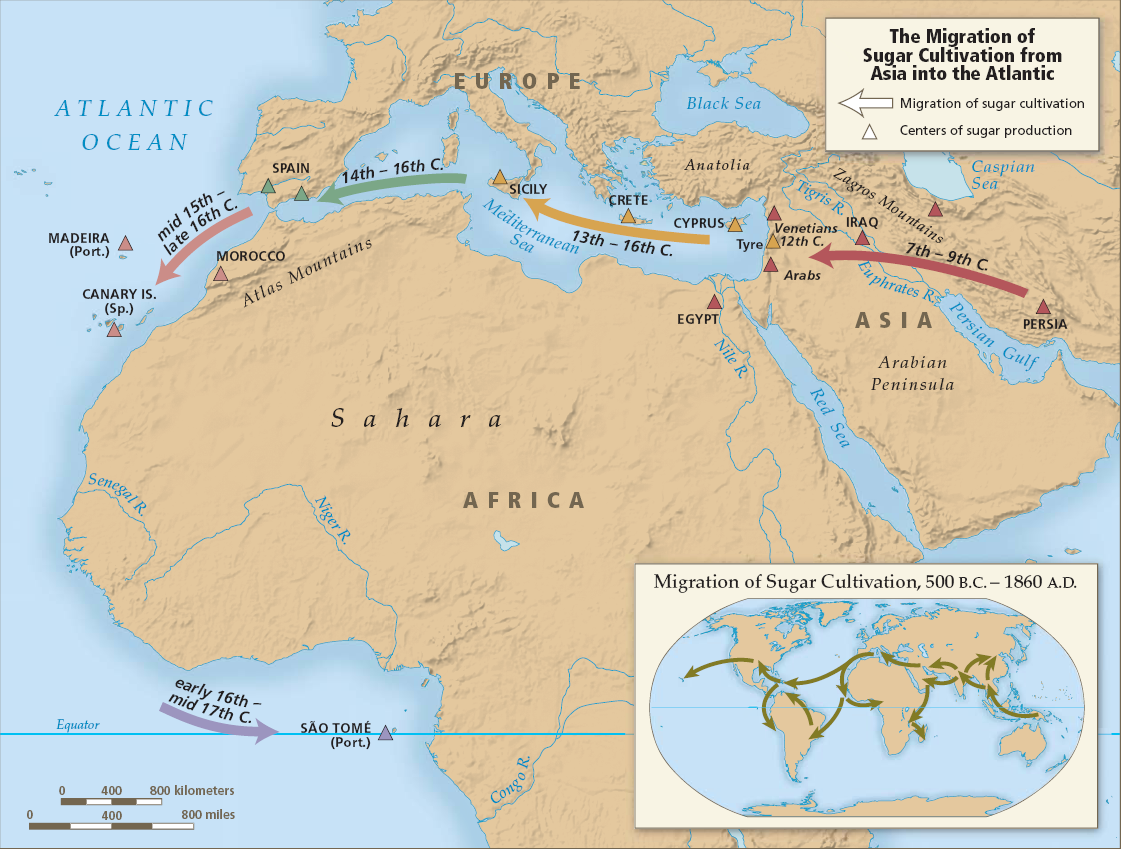 The Migration of
Sugar Cultivation from
Asia into the Atlantic
Migration of sugar cultivation
Centers of sugar production
EUROPE
ATLANTIC
OCEAN
Black Sea
Caspian
Sea
Anatolia
SPAIN
14th – 16th C.
SICILY
Mediterranean
Sea
CRETE
13th – 16th C.
CYPRUS
Tyre
Venetians
12th C.
Arabs
Tigris R.
Zagros Mountains
IRAQ
7th – 9th C.
Euphrates R.
PERSIA
Persian Gulf
ASIA
Arabian
Peninsula
EGYPT
Nile R.
Red Sea
mid 15th –
late 16th C.
MADEIRA
(Port.)
MOROCCO
Atlas Mountains
CANARY IS.
(Sp.)
Sahara
AFRICA
Senegal R.
Niger R.
early 16th –
mid 17th C.
Equator
SÃO TOMÉ
(Port.)
Congo R.
0 400 800 kilometers
0 400 800 miles
Migration of Sugar Cultivation, 500 B.C. – 1860 A.D.